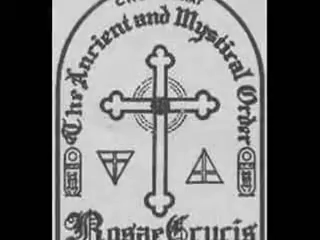 The Ancient and Mystical Order
Rosae Crucis